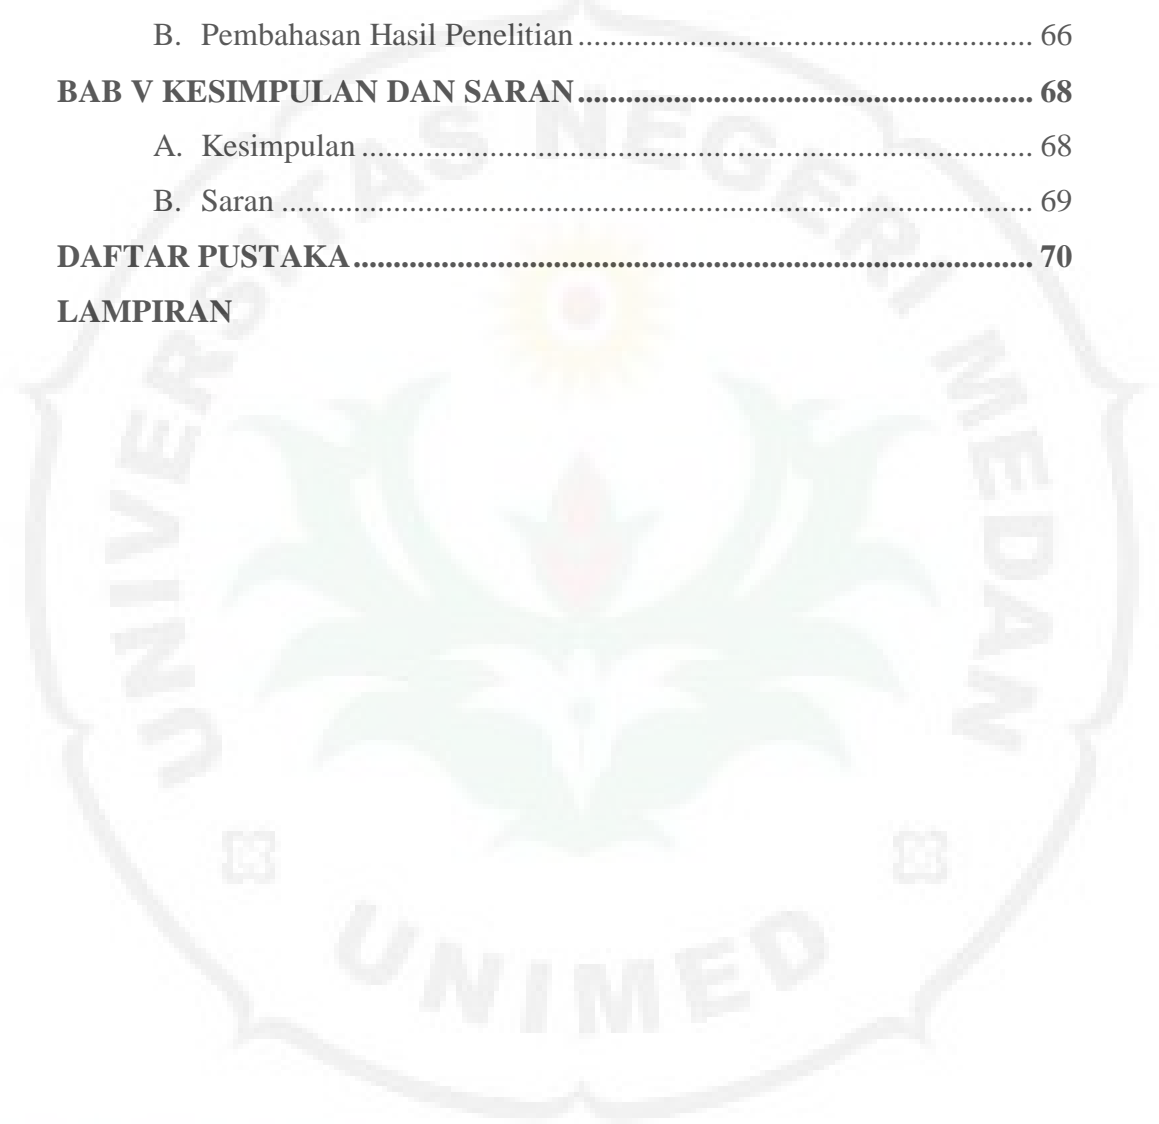 B. Pembahasan Hasil Penelitian ........................................................ 66
BAB V KESIMPULAN DAN SARAN ........................................................ 68
A. Kesimpulan ................................................................................... 68
B. Saran ............................................................................................. 69
DAFTAR PUSTAKA .................................................................................... 70
LAMPIRAN
UNIVERSITAS NEGERI MEDAN
UNIMED